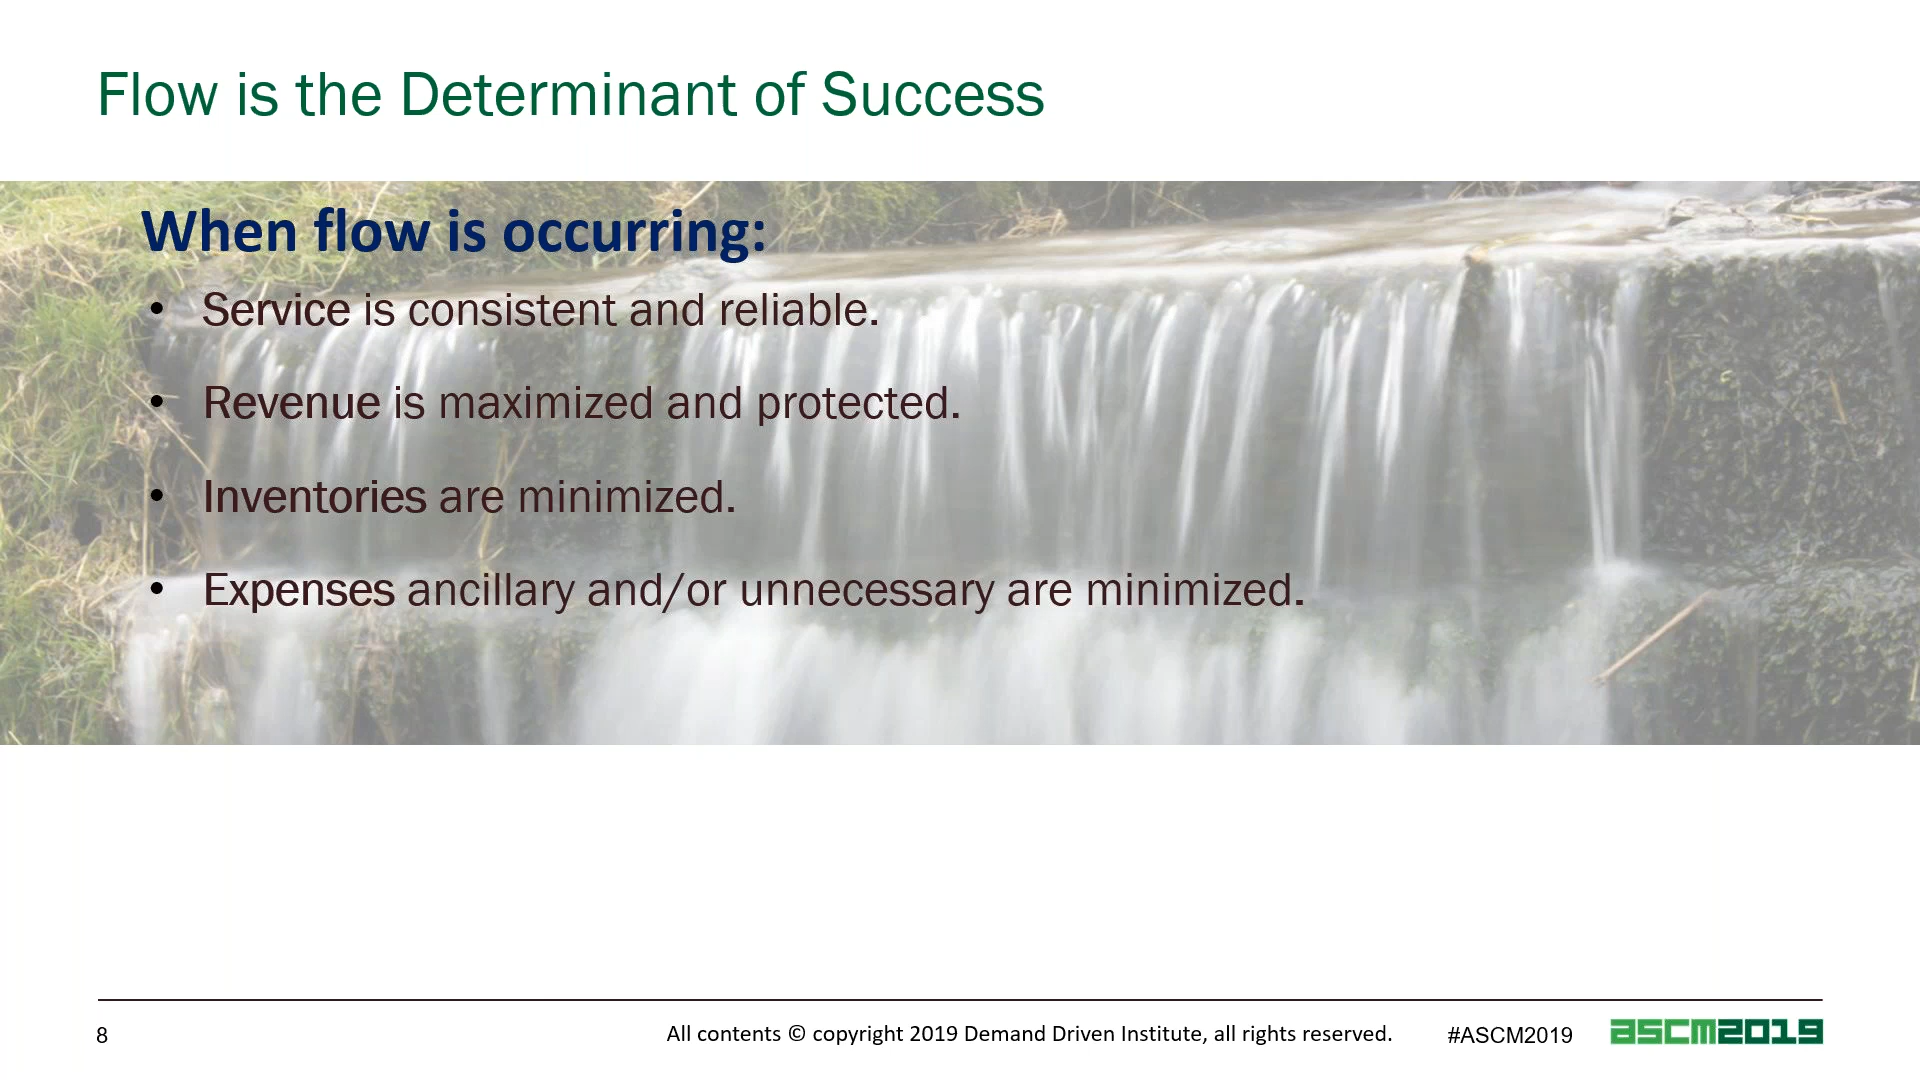 Flow is the Determinant of Success
When flow is occurring:
• Service is consistent and reliable.
• Revenue is maximized and protected.
• Inventories are minimized.
• Expenses ancillary and/or unnecessary are minimized.
8
All contents © copyright 2019 Demand Driven Institute, all rights reserved.
#ASCM2019
ascm2019